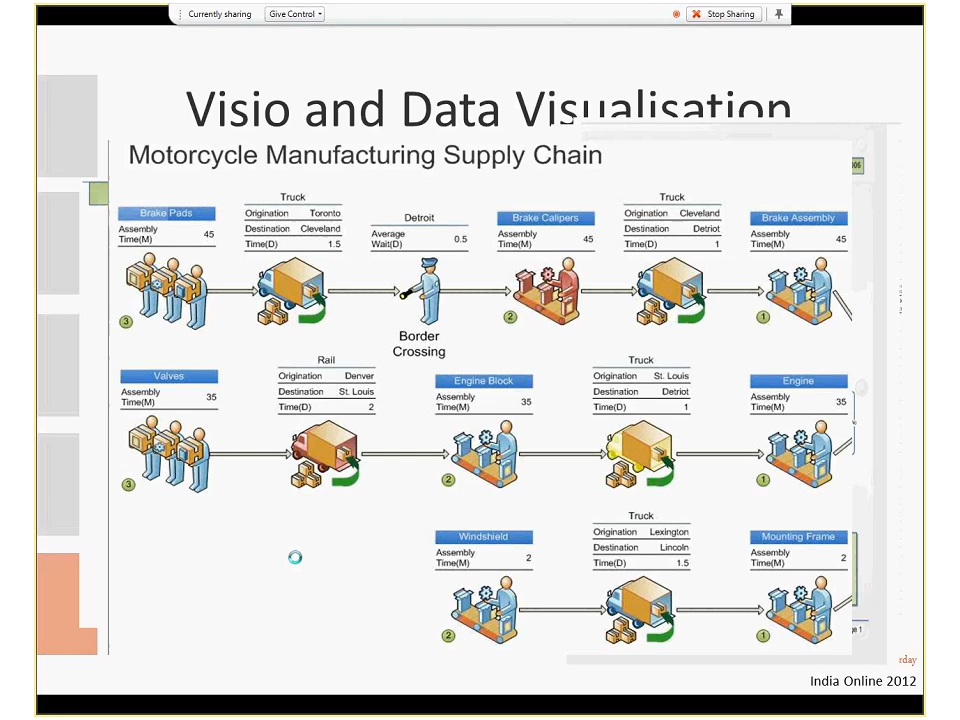 Currently sharing Give Control Stop Sharing
Visio and Data Visualisation
Motorcycle Manufacturing Supply Chain
Brake Pads
Assembly Time(M) 45
Truck
Origination Toronto
Destination Cleveland
Time(D) 1.5
Detroit
Average Wait(D) 0.5
Brake Calipers
Assembly Time(M) 45
Truck
Origination Cleveland
Destination Detriot
Time(D) 1
Brake Assembly
Assembly Time(M) 45
3
Border
Crossing
2
1
Valves
Assembly Time(M) 35
Rail
Origination Denver
Destination St. Louis
Time(D) 2
Engine Block
Assembly Time(M) 35
Truck
Origination St. Louis
Destination Detriot
Time(D) 1
Engine
Assembly Time(M) 35
3
2
1
Windshield
Assembly Time(M) 2
Truck
Origination Lexington
Destination Lincoln
Time(D) 1.5
Mounting Frame
Assembly Time(M) 2
2
1
rday
India Online 2012